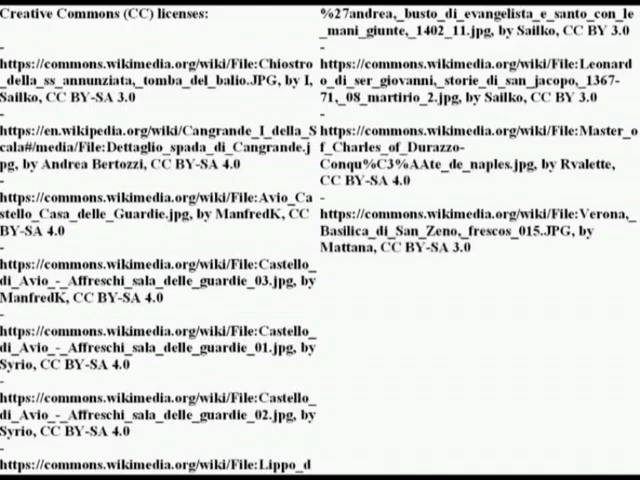 Creative Commons (CC) licenses:
-
https://commons.wikimedia.org/wiki/File:Chiostro
_della_ss_annunziata,_tomba_del_balio.JPG, by I,
Sailko, CC BY-SA 3.0
-
https://en.wikipedia.org/wiki/Cangrande_I_della_S
cala#/media/File:Dettaglio_spada_di_Cangrande.j
pg, by Andrea Bertozzi, CC BY-SA 4.0
-
https://commons.wikimedia.org/wiki/File:Avio_Ca
stello_Casa_delle_Guardie.jpg, by ManfredK, CC
BY-SA 4.0
-
https://commons.wikimedia.org/wiki/File:Castello_
di_Avio_-_Affreschi_sala_delle_guardie_03.jpg, by
ManfredK, CC BY-SA 4.0
-
https://commons.wikimedia.org/wiki/File:Castello_
di_Avio_-_Affreschi_sala_delle_guardie_01.jpg, by
Syrio, CC BY-SA 4.0
-
https://commons.wikimedia.org/wiki/File:Castello_
di_Avio_-_Affreschi_sala_delle_guardie_02.jpg, by
Syrio, CC BY-SA 4.0
-
https://commons.wikimedia.org/wiki/File:Lippo_d
%27andrea,_busto_di_evangelista_e_santo_con_le
_mani_giunte,_1402_11.jpg, by Sailko, CC BY 3.0
-
https://commons.wikimedia.org/wiki/File:Leonard
o_di_ser_giovanni,_storie_di_san_jacopo,_1367-
71,_08_martirio_2.jpg, by Sailko, CC BY 3.0
-
https://commons.wikimedia.org/wiki/File:Master_o
f_Charles_of_Durazzo-
Conqu%C3%AAte_de_naples.jpg, by Rvalette,
CC BY-SA 4.0
-
https://commons.wikimedia.org/wiki/File:Verona,_
Basilica_di_San_Zeno,_frescos_015.JPG, by
Mattana, CC BY-SA 3.0